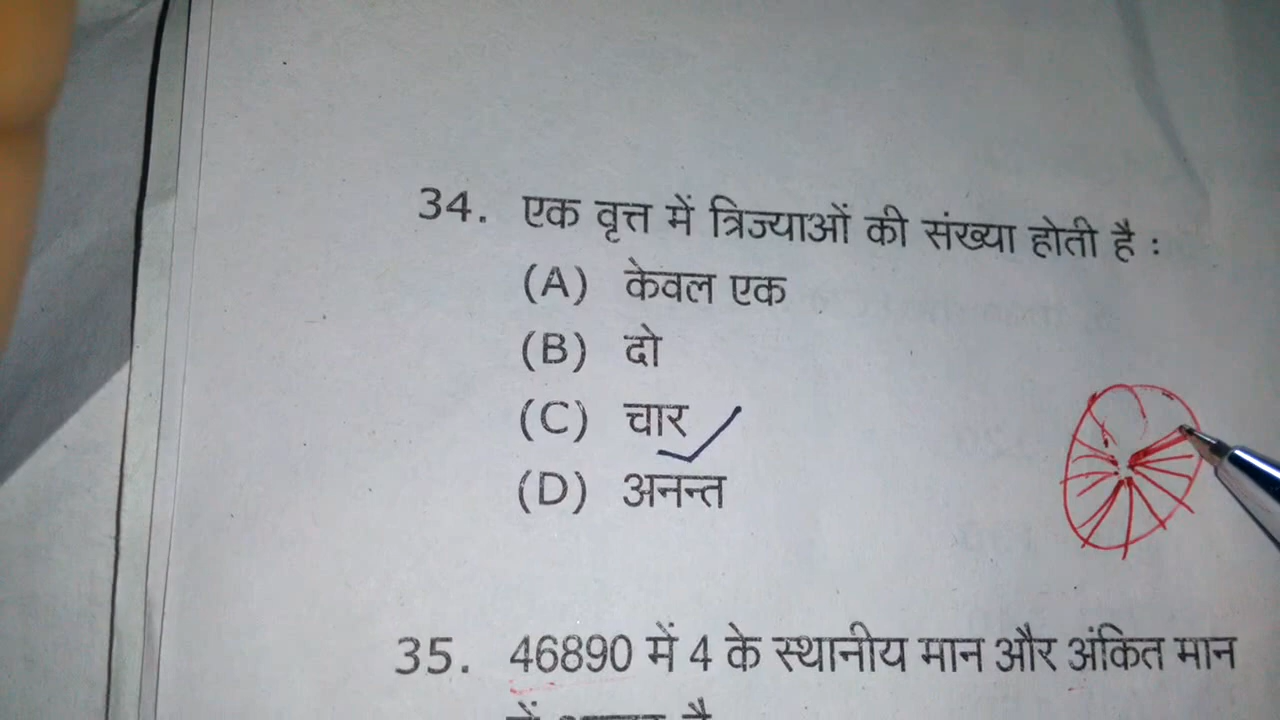 34. एक वृत्त में त्रिज्याओं की संख्या होती है :
(A) केवल एक
(B) दो
(C) चार
(D) अनन्त
35. 46890 में 4 के स्थानीय मान और अंकित मान